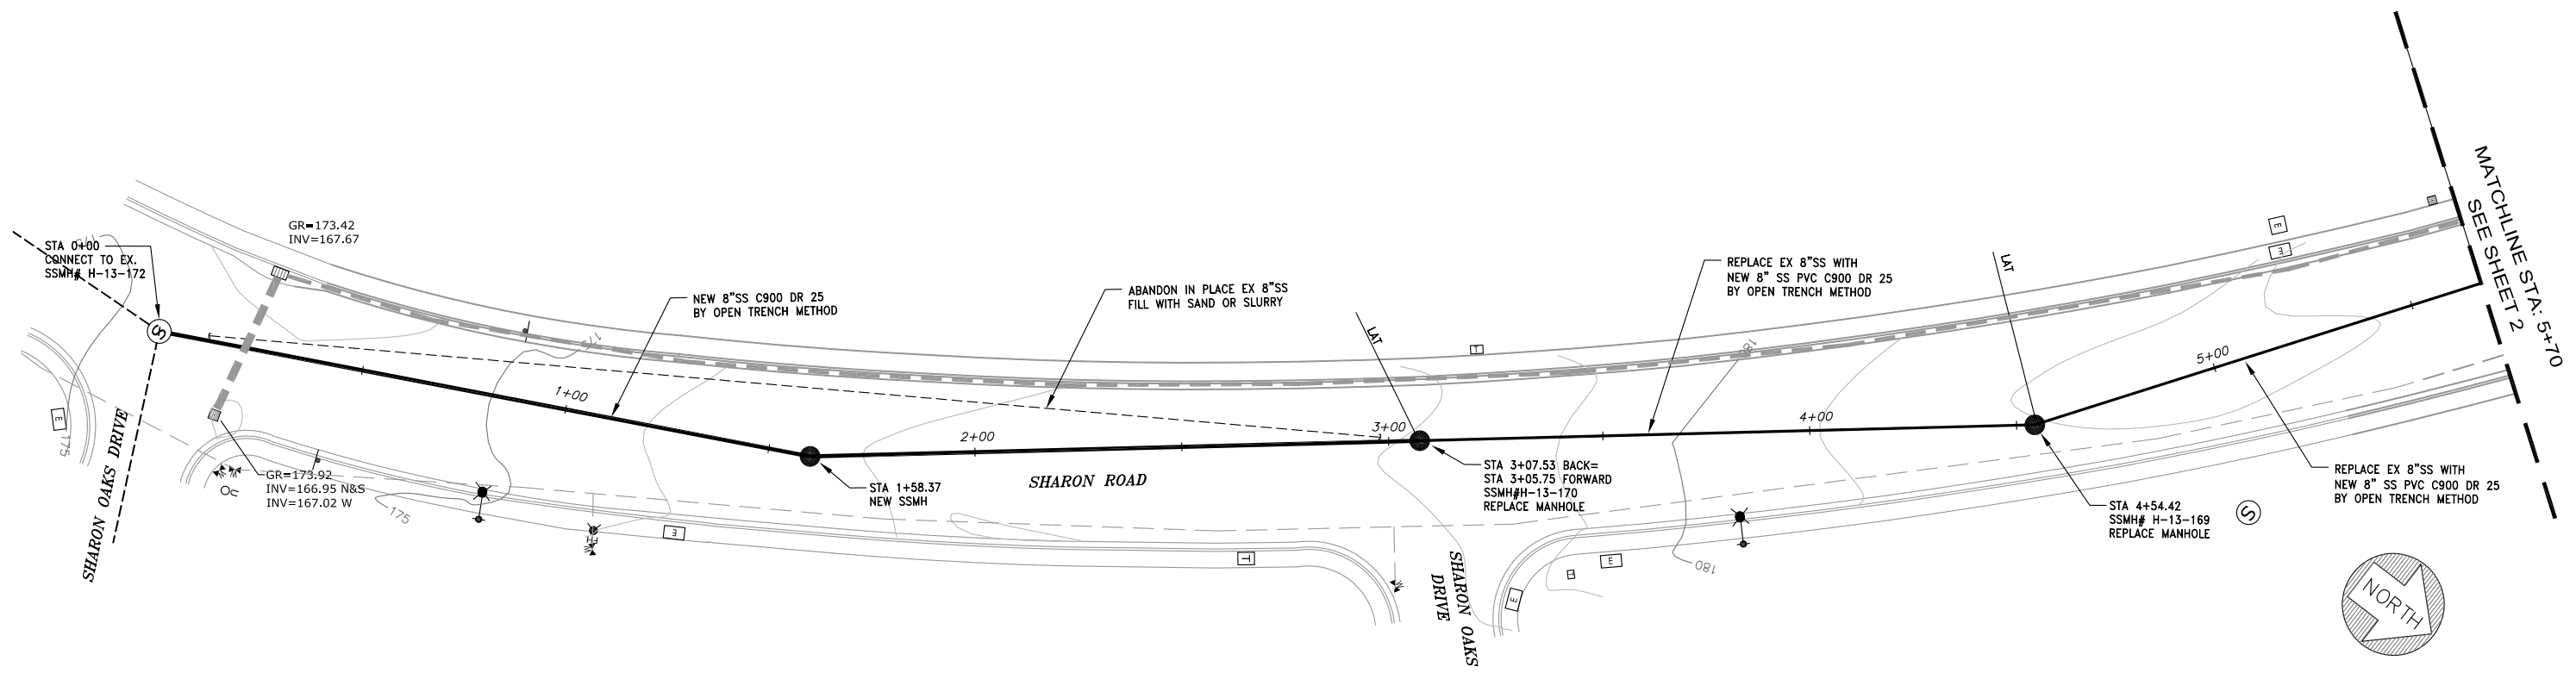 STA 0+00
CONNECT TO EX.
SSMH# H-13-172
GR=173.42
INV=167.67
NEW 8"SS C900 DR 25
BY OPEN TRENCH METHOD
ABANDON IN PLACE EX 8"SS
FILL WITH SAND OR SLURRY
REPLACE EX 8"SS WITH
NEW 8" SS PVC C900 DR 25
BY OPEN TRENCH METHOD
MATCHLINE STA: 5+70
SEE SHEET 2
LAT
LAT
S
175
180
E
E
T
1+00
2+00
3+00
4+00
5+00
SHARON ROAD
STA 1+58.37
NEW SSMH
STA 3+07.53 BACK=
STA 3+05.75 FORWARD
SSMH#H-13-170
REPLACE MANHOLE
STA 4+54.42
SSMH# H-13-169
REPLACE MANHOLE
S
REPLACE EX 8"SS WITH
NEW 8" SS PVC C900 DR 25
BY OPEN TRENCH METHOD
GR=173.92
INV=166.95 N&S
INV=167.02 W
SHARON OAKS DRIVE
E
175
175
FH
E
T
SHARON OAKS
DRIVE
E
E
E
180
NORTH